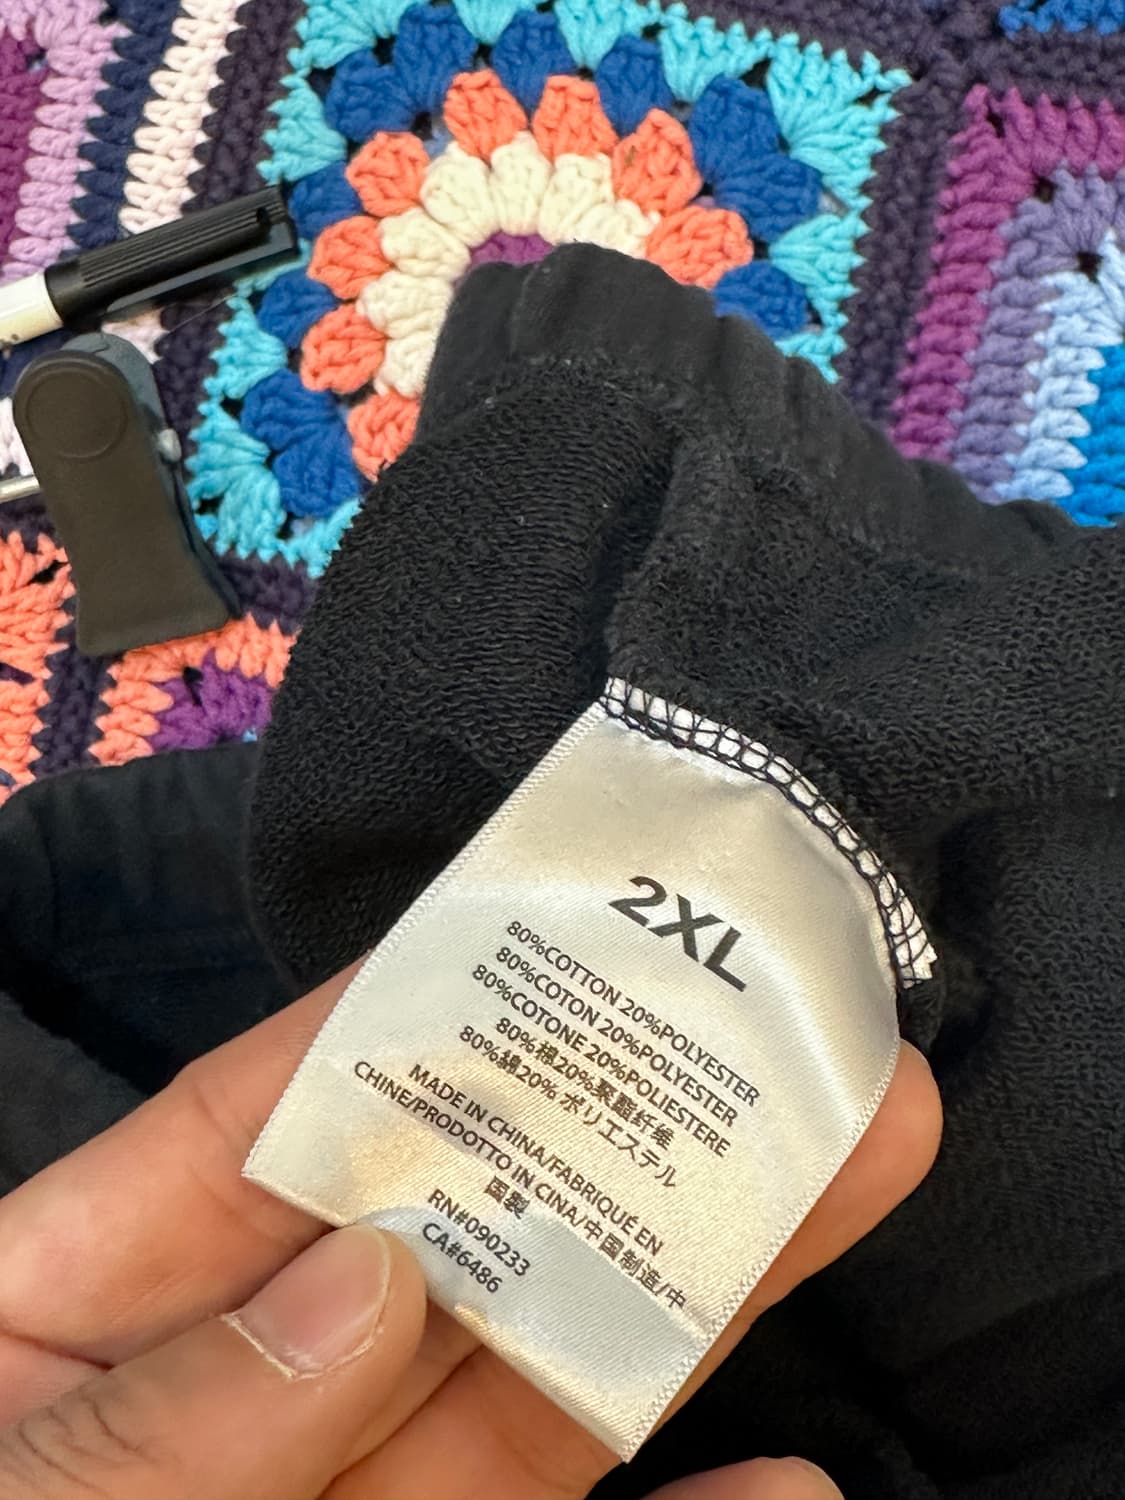 2XL
80%COTTON 20%POLYESTER
80%COTON 20%POLYESTER
80%COTONE 20%POLIESTERE
80%棉20%聚酯纤维
80%綿20% ポリエステル
MADE IN CHINA/FABRIQUÉ EN
CHINE/PRODOTTO IN CINA/中国制造/中
国製
RN#090233
CA#6486